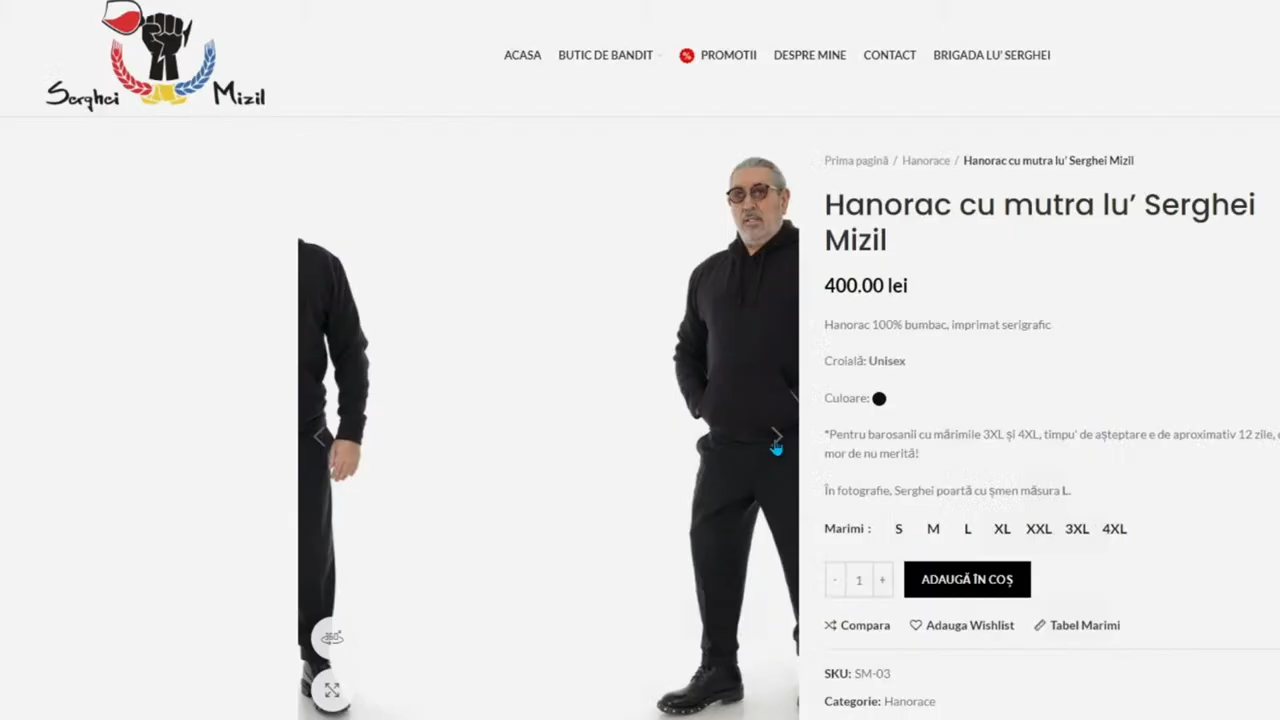 Serghei Mizil
ACASA BUTIC DE BANDIT % PROMOTII DESPRE MINE CONTACT BRIGADA LU' SERGHEI
Prima pagină / Hanorace / Hanorac cu mutra lu’ Serghei Mizil
Hanorac cu mutra lu’ Serghei
Mizil
400.00 lei
Hanorac 100% bumbac, imprimat serigrafic
Croială: Unisex
Culoare:
*Pentru barosanii cu mărimile 3XL și 4XL, timpu' de așteptare e de aproximativ 12 zile,
mor de nu merită!
În fotografie, Serghei poartă cu șmen măsura L.
Marimi : S M L XL XXL 3XL 4XL
- 1 + ADAUGĂ ÎN COȘ
Compara Adauga Wishlist Tabel Marimi
SKU: SM-03
Categorie: Hanorace